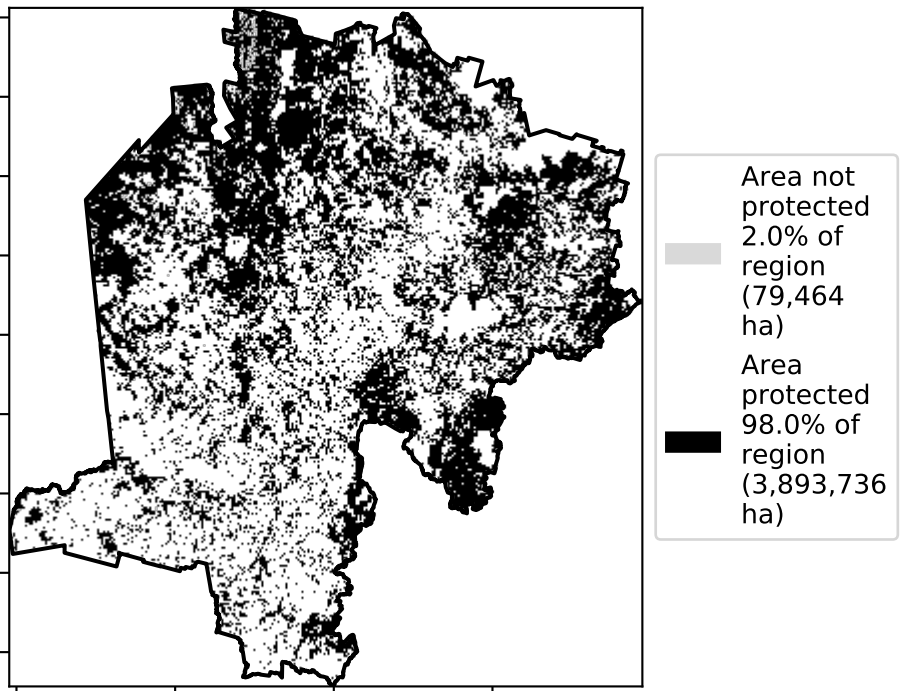 Area not
protected
2.0% of
region
(79,464
ha)
Area
protected
98.0% of
region
(3,893,736
ha)